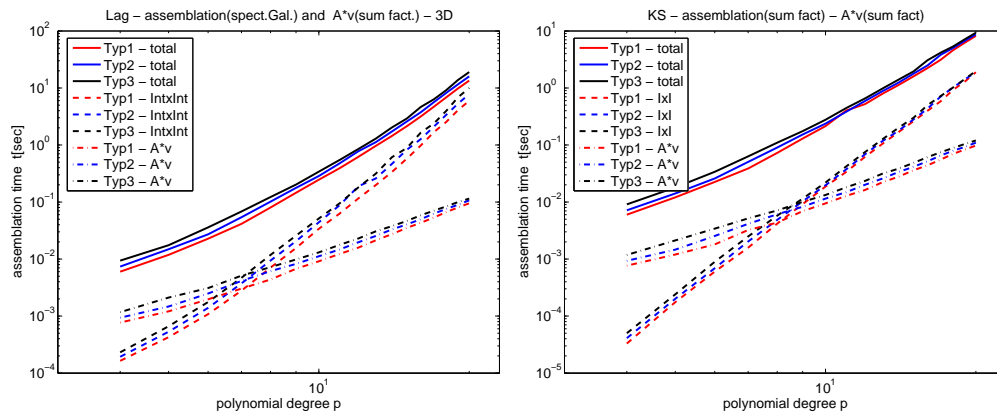 Lag − assemblation(spect.Gal.) and A*v(sum fact.) − 3D
10^2
10^1
10^0
10^−1
10^−2
10^−3
10^−4
assemblation time t[sec]
Typ1 − total
Typ2 − total
Typ3 − total
Typ1 − IntxInt
Typ2 − IntxInt
Typ3 − IntxInt
Typ1 − A*v
Typ2 − A*v
Typ3 − A*v
10^1
polynomial degree p
KS − assemblation(sum fact) − A*v(sum fact)
10^2
10^1
10^0
10^−1
10^−2
10^−3
10^−4
10^−5
assemblation time t[sec]
Typ1 − total
Typ2 − total
Typ3 − total
Typ1 − IxI
Typ2 − IxI
Typ3 − IxI
Typ1 − A*v
Typ2 − A*v
Typ3 − A*v
10^1
polynomial degree p